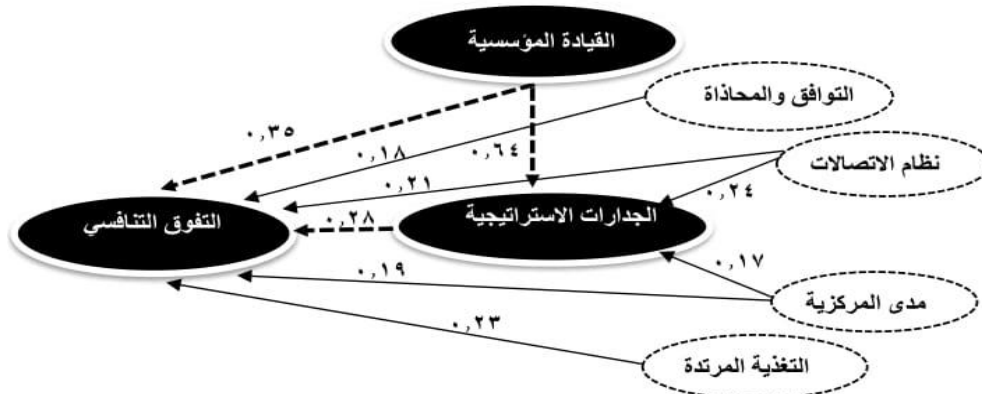 القيادة المؤسسية
التوافق والمحاذاة
٠,٣٥
٠,١٨
٠,٦٤
نظام الاتصالات
٠,٢١
٠,٢٤
الجدارات الاستراتيجية
التفوق التنافسي
٠,٢٨
٠,١٧
٠,١٩
مدى المركزية
٠,٢٣
التغذية المرتدة